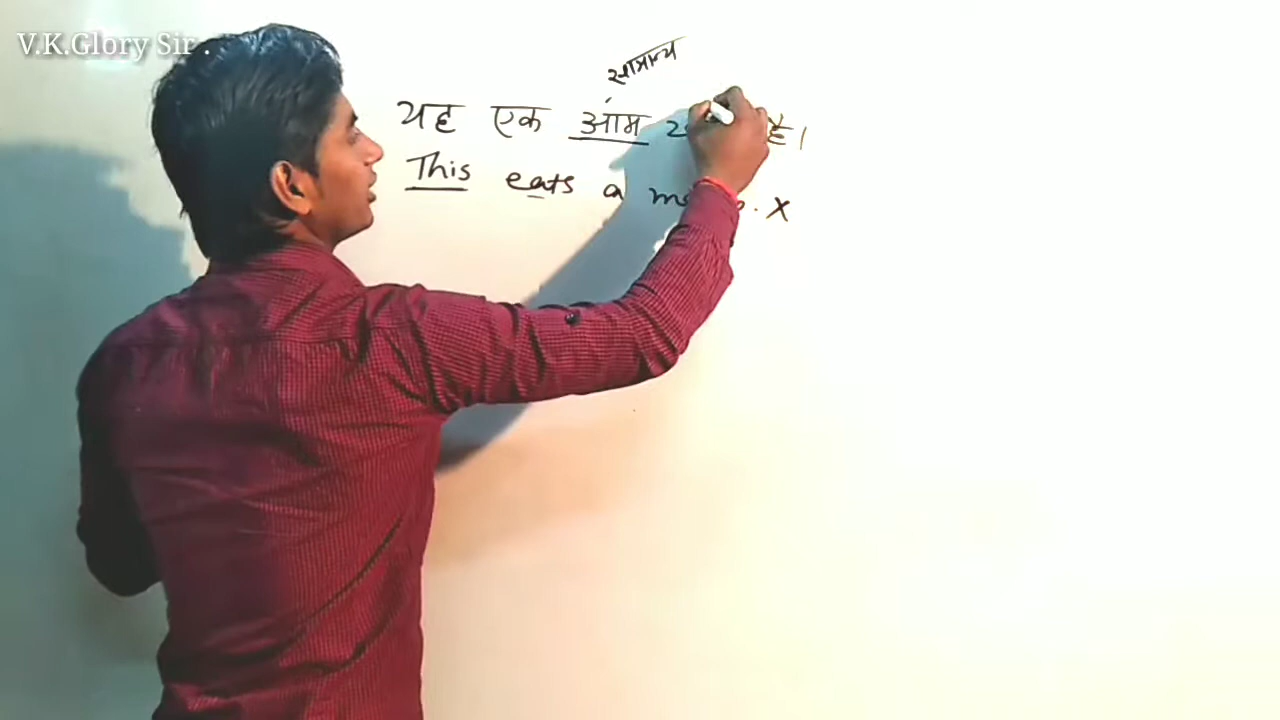 V.K.Glory Sir .
सामान्य
यह एक आम है।
This eats a . X